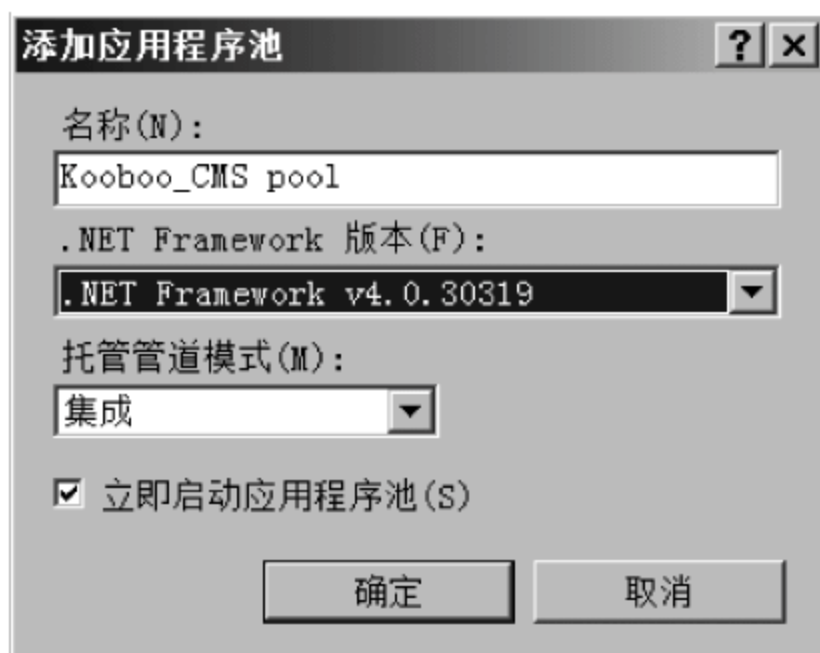 添加应用程序池
名称(N):
Kooboo_CMS pool
.NET Framework 版本(F):
.NET Framework v4.0.30319
托管管道模式(M):
集成
立即启动应用程序池(S)
确定 取消